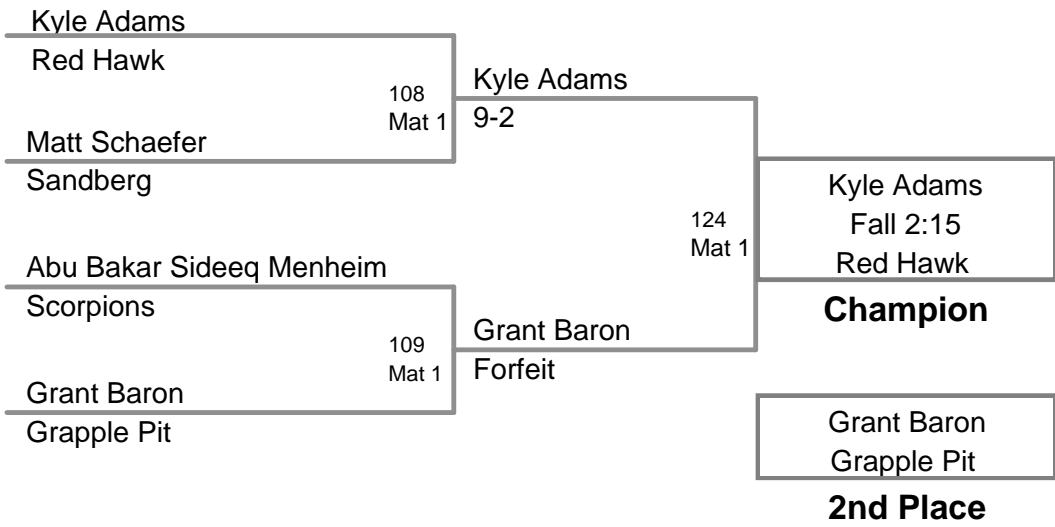 Kyle Adams
Red Hawk
108
Mat 1
Kyle Adams
9-2
Matt Schaefer
Sandberg
124
Mat 1
Kyle Adams
Fall 2:15
Red Hawk
Champion
Abu Bakar Sideeq Menheim
Scorpions
109
Mat 1
Grant Baron
Forfeit
Grant Baron
Grapple Pit
Grant Baron
Grapple Pit
2nd Place